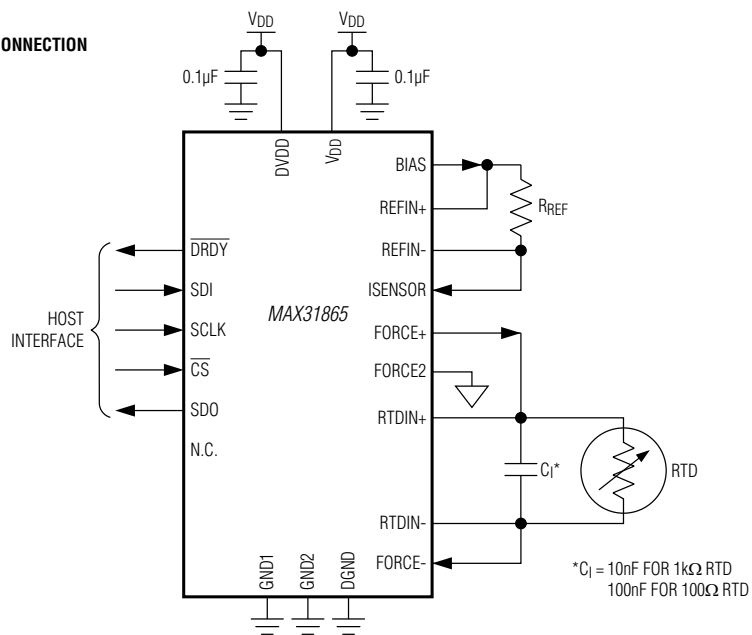 ONNECTION
VDD
VDD
0.1µF
0.1µF
DVDD
VDD
BIAS
REFIN+
RREF
REFIN-
ISENSOR
DRDY
SDI
SCLK
CS
SDO
N.C.
HOST
INTERFACE
MAX31865
FORCE+
FORCE2
RTDIN+
CI*
RTD
RTDIN-
FORCE-
GND1
GND2
DGND
*CI = 10nF FOR 1kΩ RTD
100nF FOR 100Ω RTD